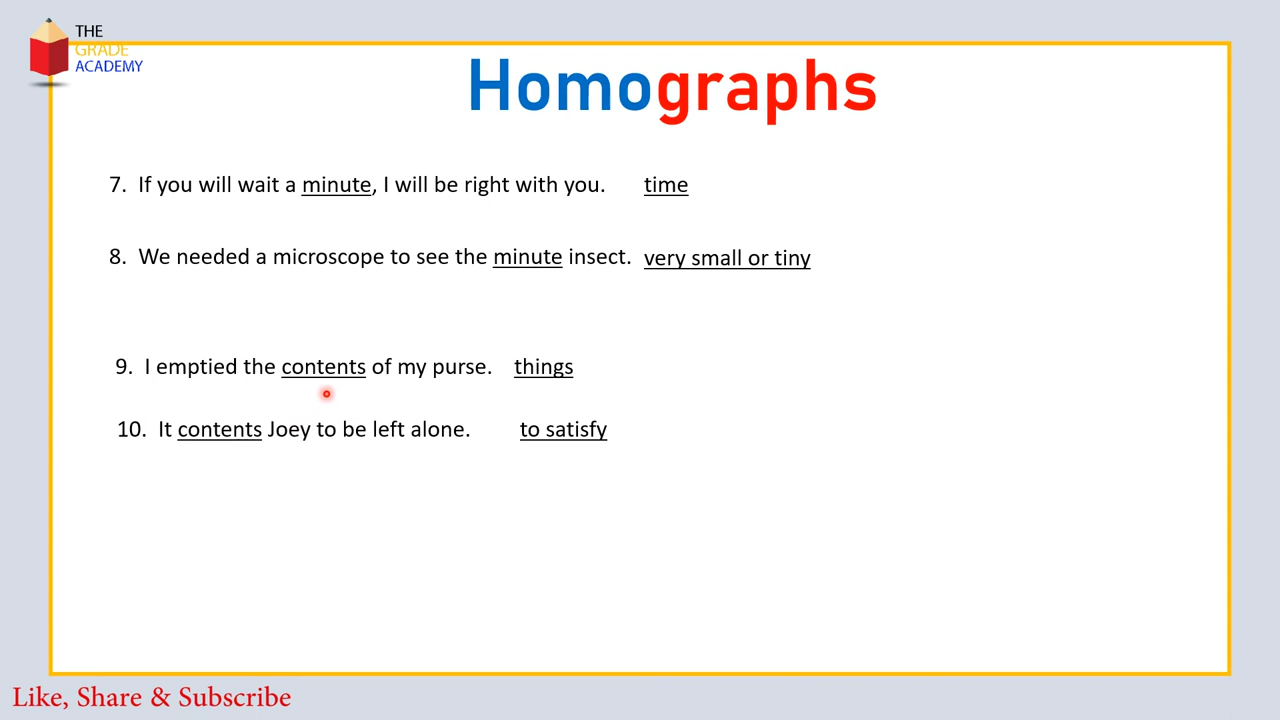 THE
GRADE
ACADEMY
Homographs
7. If you will wait a minute, I will be right with you. time
8. We needed a microscope to see the minute insect. very small or tiny
9. I emptied the contents of my purse. things
10. It contents Joey to be left alone. to satisfy
Like, Share & Subscribe